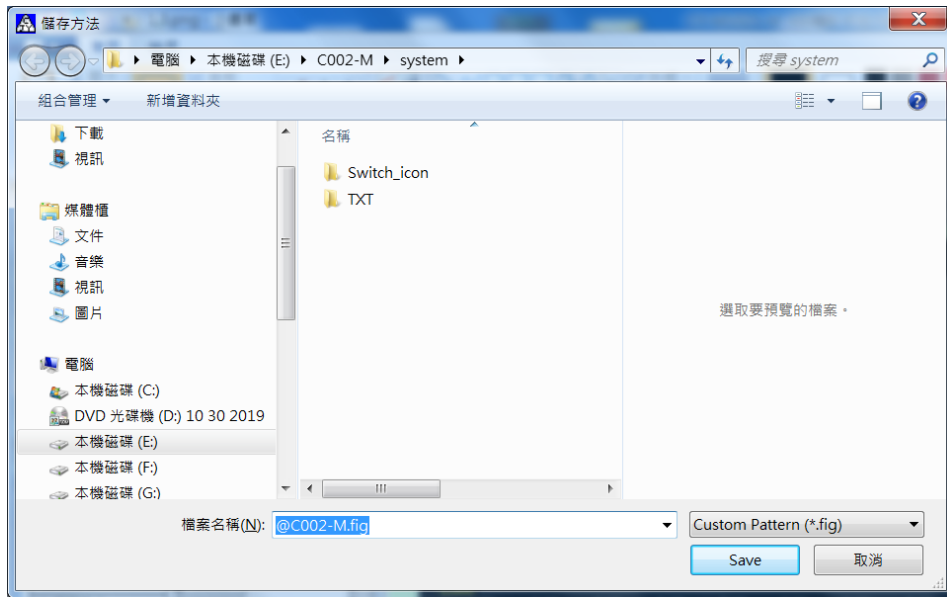 儲存方法
電腦 本機磁碟 (E:) C002-M system
搜尋 system
組合管理 新增資料夾
下載
視訊
媒體櫃
文件
音樂
視訊
圖片
電腦
本機磁碟 (C:)
DVD 光碟機 (D:) 10 30 2019
本機磁碟 (E:)
本機磁碟 (F:)
本機磁碟 (G:)
名稱
Switch_icon
TXT
選取要預覽的檔案。
檔案名稱(N): @C002-M.fig
Custom Pattern (*.fig)
Save 取消